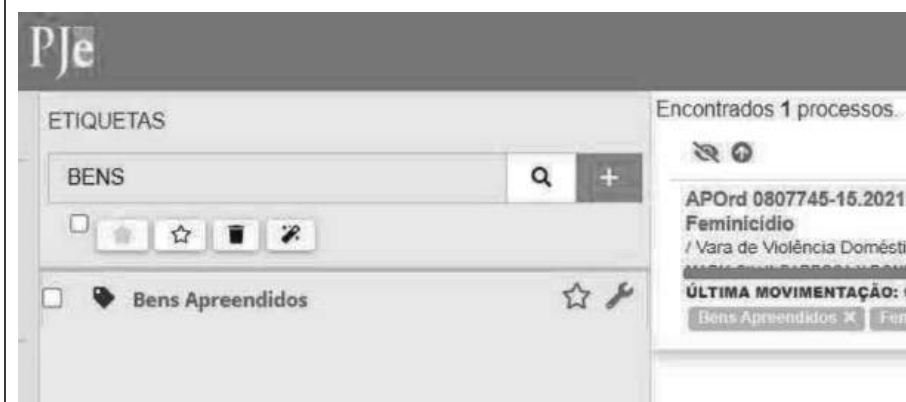 PJe
ETIQUETAS
BENS
Bens Apreendidos
Encontrados 1 processos.
APOrd 0807745-15.2021
Feminicídio
/ Vara de Violência
ÚLTIMA MOVIMENTAÇÃO:
Bens Apreendidos ×